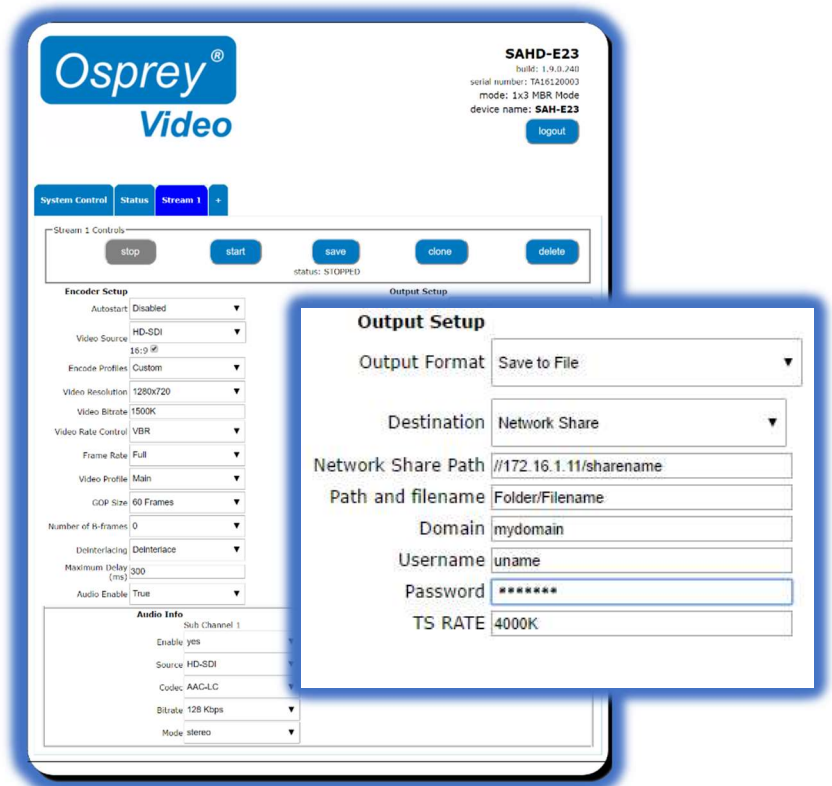 Osprey®
Video
SAHD-E23
build: 1.9.0.240
serial number: TA16120003
mode: 1x3 MBR Mode
device name: SAH-E23
logout
System Control Status Stream 1 +
Stream 1 Controls
stop start save clone delete
status: STOPPED
Encoder Setup
Autostart Disabled
Video Source HD-SDI
16:9
Encode Profiles Custom
Video Resolution 1280x720
Video Bitrate 1500K
Video Rate Control VBR
Frame Rate Full
Video Profile Main
GOP Size 60 Frames
Number of B-frames 0
Deinterlacing Deinterlace
Maximum Delay (ms) 300
Audio Enable True
Audio Info
Sub Channel 1
Enable yes
Source HD-SDI
Codec AAC-LC
Bitrate 128 Kbps
Mode stereo
Output Setup
Output Setup
Output Format Save to File
Destination Network Share
Network Share Path //172.16.1.11/sharename
Path and filename Folder/Filename
Domain mydomain
Username uname
Password *******
TS RATE 4000K